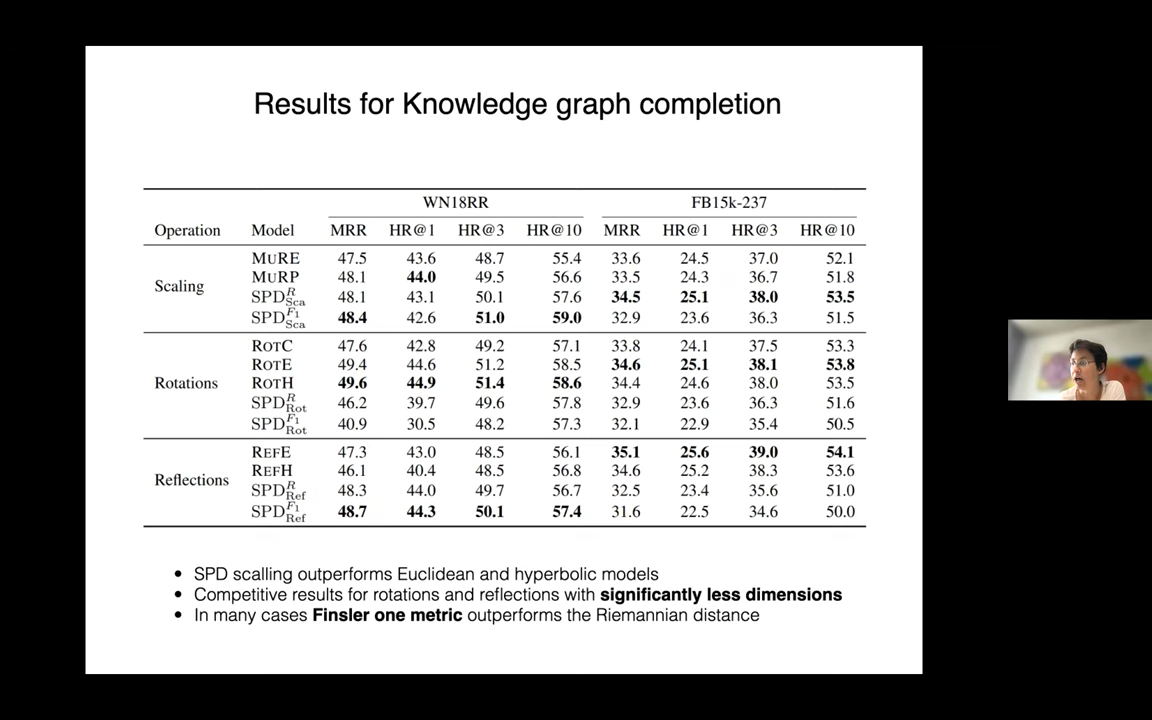 Results for Knowledge graph completion
WN18RR FB15k-237
Operation Model MRR HR@1 HR@3 HR@10 MRR HR@1 HR@3 HR@10
Scaling
MURE 47.5 43.6 48.7 55.4 33.6 24.5 37.0 52.1
MURP 48.1 44.0 49.5 56.6 33.5 24.3 36.7 51.8
SPD^R_Sca 48.1 43.1 50.1 57.6 34.5 25.1 38.0 53.5
SPD^F1_Sca 48.4 42.6 51.0 59.0 32.9 23.6 36.3 51.5
Rotations
ROTC 47.6 42.8 49.2 57.1 33.8 24.1 37.5 53.3
ROTE 49.4 44.6 51.2 58.5 34.6 25.1 38.1 53.8
ROTH 49.6 44.9 51.4 58.6 34.4 24.6 38.0 53.5
SPD^R_Rot 46.2 39.7 49.6 57.8 32.9 23.6 36.3 51.6
SPD^F1_Rot 40.9 30.5 48.2 57.3 32.1 22.9 35.4 50.5
Reflections
REFE 47.3 43.0 48.5 56.1 35.1 25.6 39.0 54.1
REFH 46.1 40.4 48.5 56.8 34.6 25.2 38.3 53.6
SPD^R_Ref 48.3 44.0 49.7 56.7 32.5 23.4 35.6 51.0
SPD^F1_Ref 48.7 44.3 50.1 57.4 31.6 22.5 34.6 50.0
• SPD scalling outperforms Euclidean and hyperbolic models
• Competitive results for rotations and reflections with significantly less dimensions
• In many cases Finsler one metric outperforms the Riemannian distance